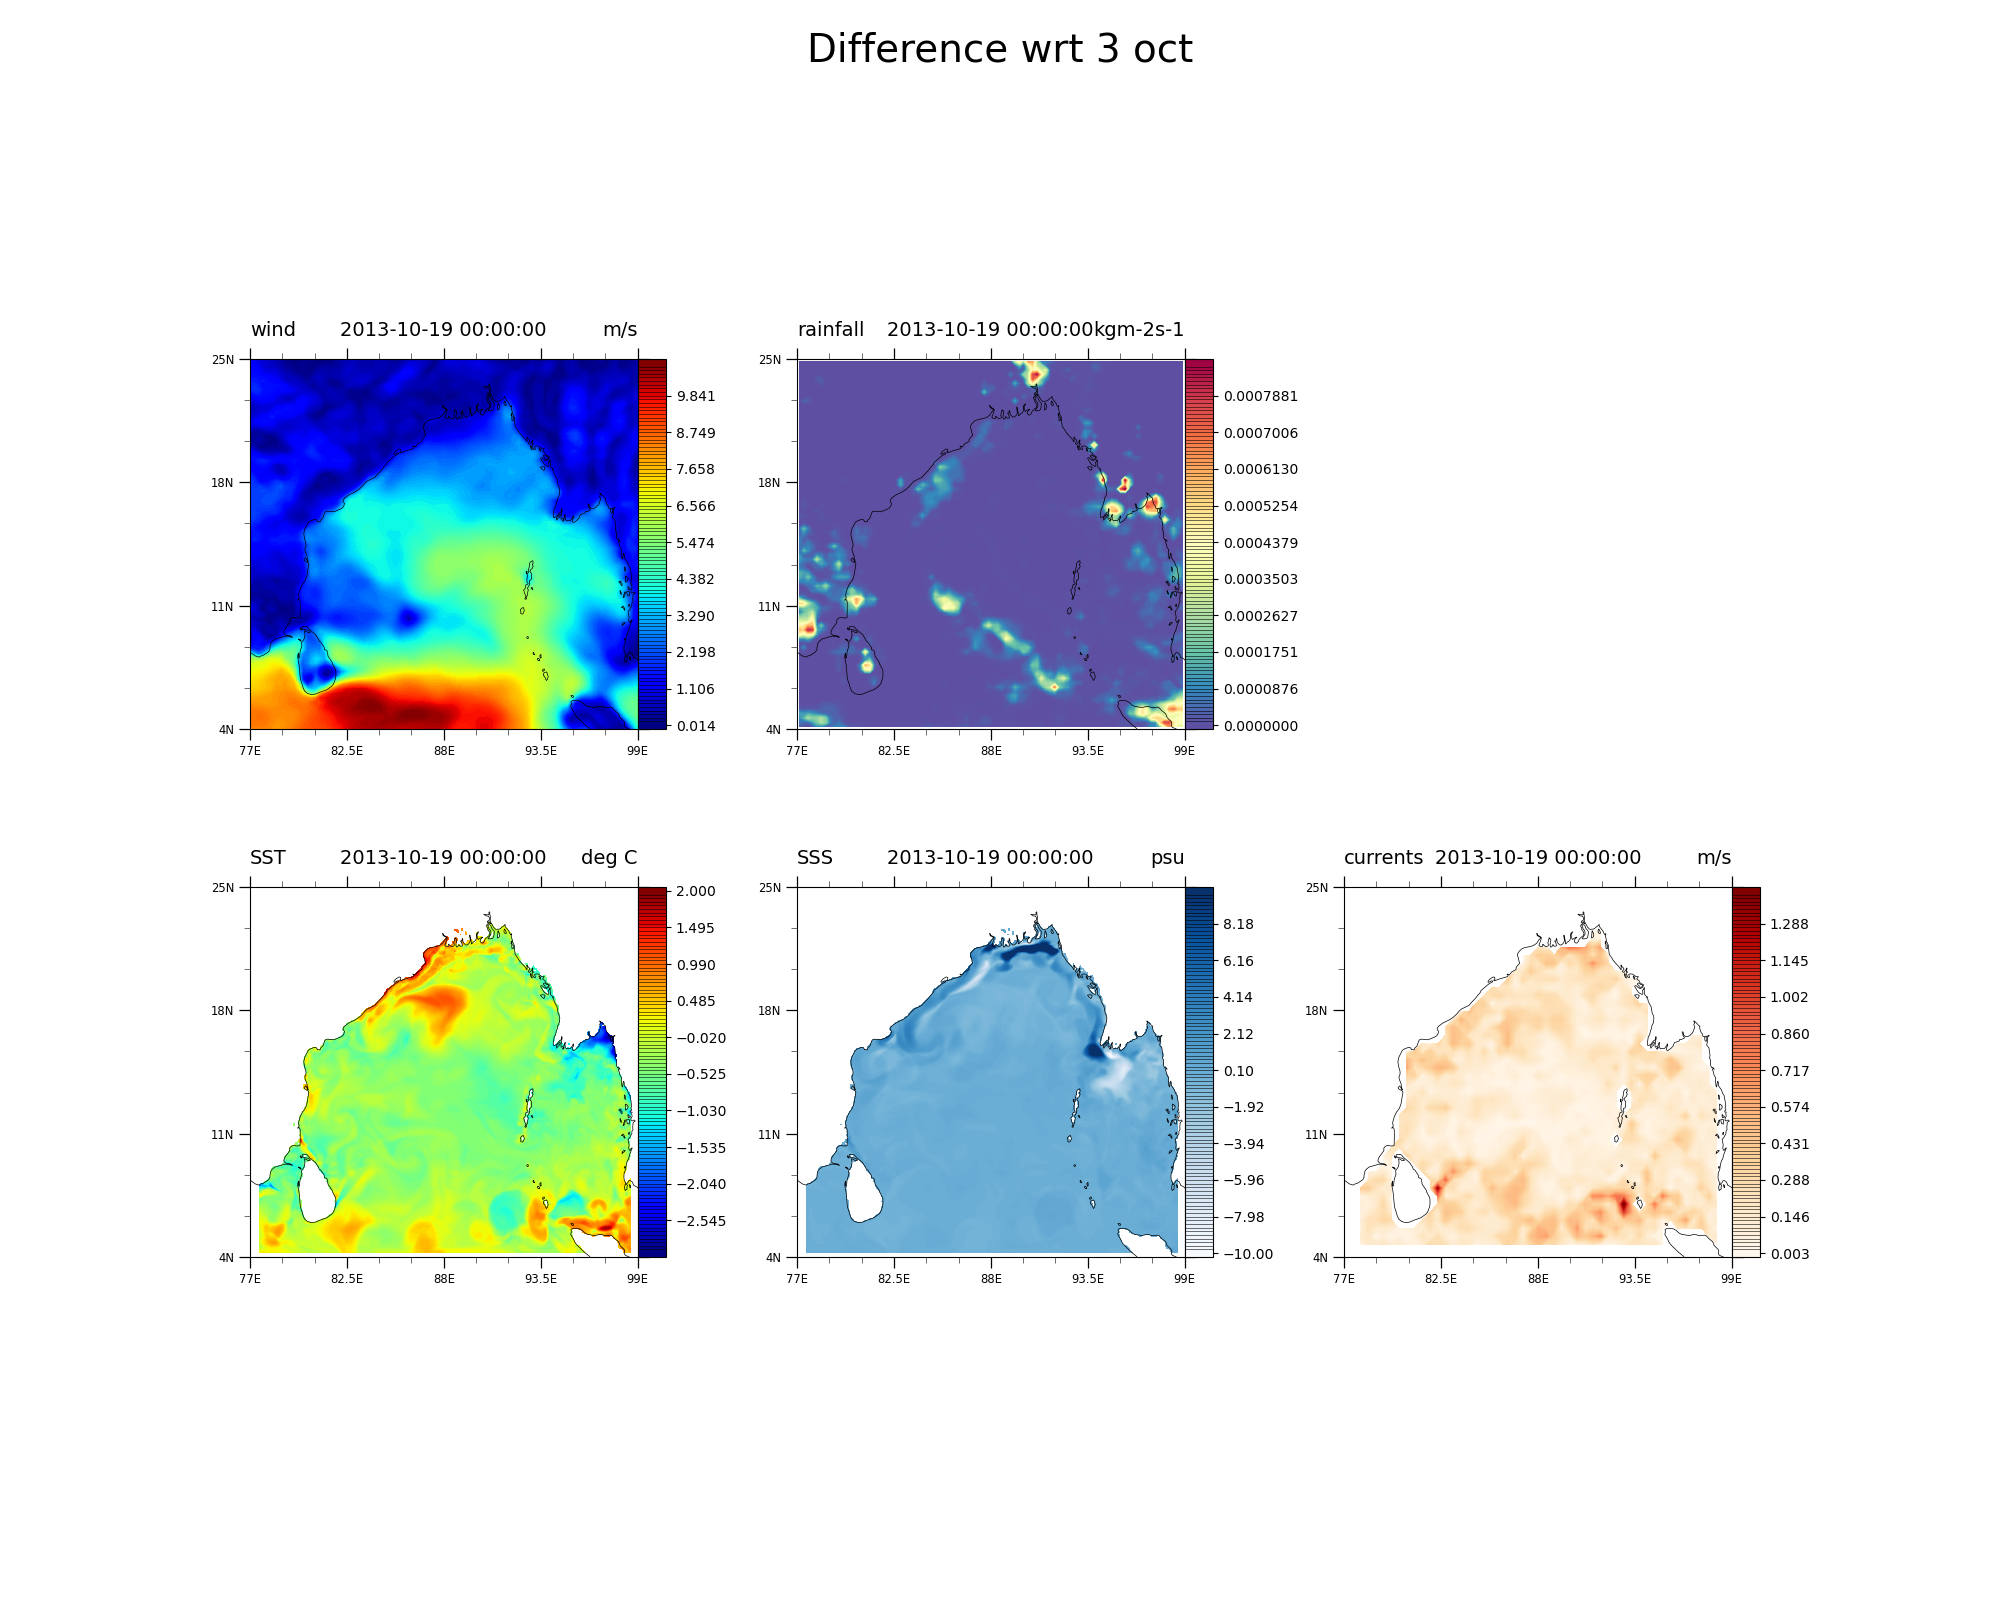 Difference wrt 3 oct
wind 2013-10-19 00:00:00 m/s
25N
18N
11N
4N
77E 82.5E 88E 93.5E 99E
9.841
8.749
7.658
6.566
5.474
4.382
3.290
2.198
1.106
0.014
rainfall 2013-10-19 00:00:00kgm-2s-1
25N
18N
11N
4N
77E 82.5E 88E 93.5E 99E
0.0007881
0.0007006
0.0006130
0.0005254
0.0004379
0.0003503
0.0002627
0.0001751
0.0000876
0.0000000
SST 2013-10-19 00:00:00 deg C
25N
18N
11N
4N
77E 82.5E 88E 93.5E 99E
2.000
1.495
0.990
0.485
−0.020
−0.525
−1.030
−1.535
−2.040
−2.545
SSS 2013-10-19 00:00:00 psu
25N
18N
11N
4N
77E 82.5E 88E 93.5E 99E
8.18
6.16
4.14
2.12
0.10
−1.92
−3.94
−5.96
−7.98
−10.00
currents 2013-10-19 00:00:00 m/s
25N
18N
11N
4N
77E 82.5E 88E 93.5E 99E
1.288
1.145
1.002
0.860
0.717
0.574
0.431
0.288
0.146
0.003